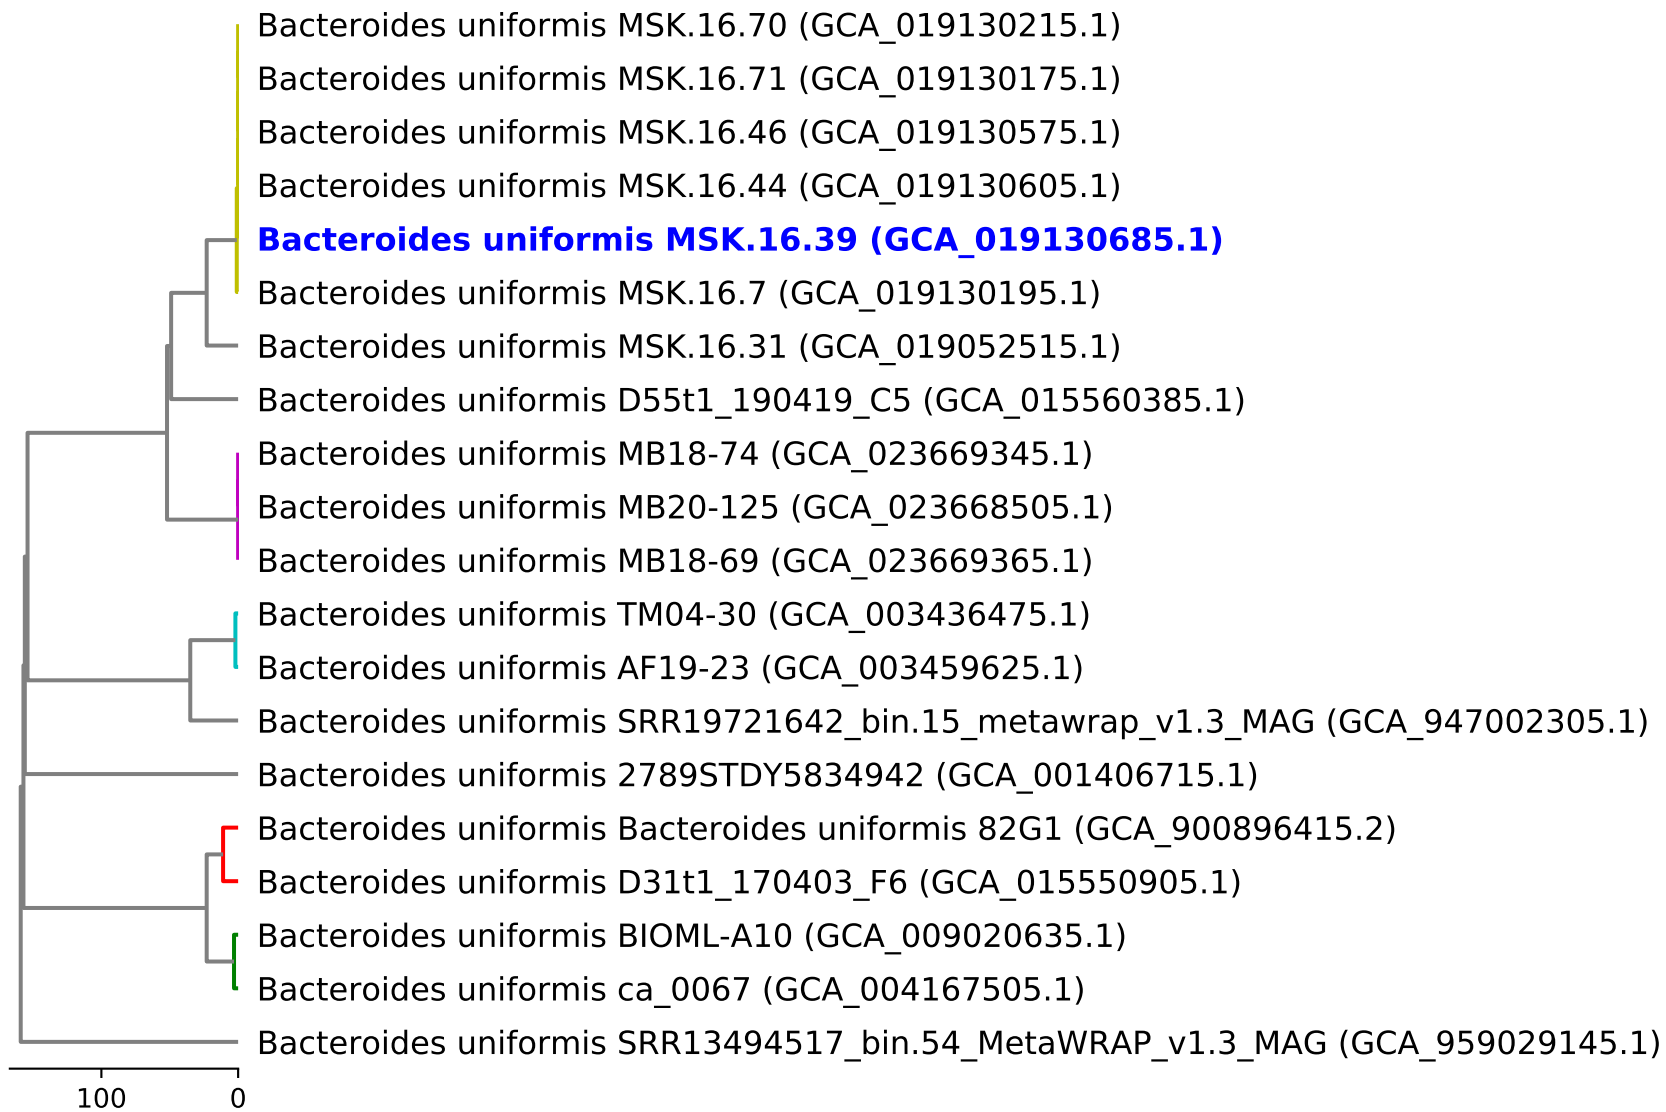 Bacteroides uniformis MSK.16.70 (GCA_019130215.1)
Bacteroides uniformis MSK.16.71 (GCA_019130175.1)
Bacteroides uniformis MSK.16.46 (GCA_019130575.1)
Bacteroides uniformis MSK.16.44 (GCA_019130605.1)
Bacteroides uniformis MSK.16.39 (GCA_019130685.1)
Bacteroides uniformis MSK.16.7 (GCA_019130195.1)
Bacteroides uniformis MSK.16.31 (GCA_019052515.1)
Bacteroides uniformis D55t1_190419_C5 (GCA_015560385.1)
Bacteroides uniformis MB18-74 (GCA_023669345.1)
Bacteroides uniformis MB20-125 (GCA_023668505.1)
Bacteroides uniformis MB18-69 (GCA_023669365.1)
Bacteroides uniformis TM04-30 (GCA_003436475.1)
Bacteroides uniformis AF19-23 (GCA_003459625.1)
Bacteroides uniformis SRR19721642_bin.15_metawrap_v1.3_MAG (GCA_947002305.1)
Bacteroides uniformis 2789STDY5834942 (GCA_001406715.1)
Bacteroides uniformis Bacteroides uniformis 82G1 (GCA_900896415.2)
Bacteroides uniformis D31t1_170403_F6 (GCA_015550905.1)
Bacteroides uniformis BIOML-A10 (GCA_009020635.1)
Bacteroides uniformis ca_0067 (GCA_004167505.1)
Bacteroides uniformis SRR13494517_bin.54_MetaWRAP_v1.3_MAG (GCA_959029145.1)
100 0